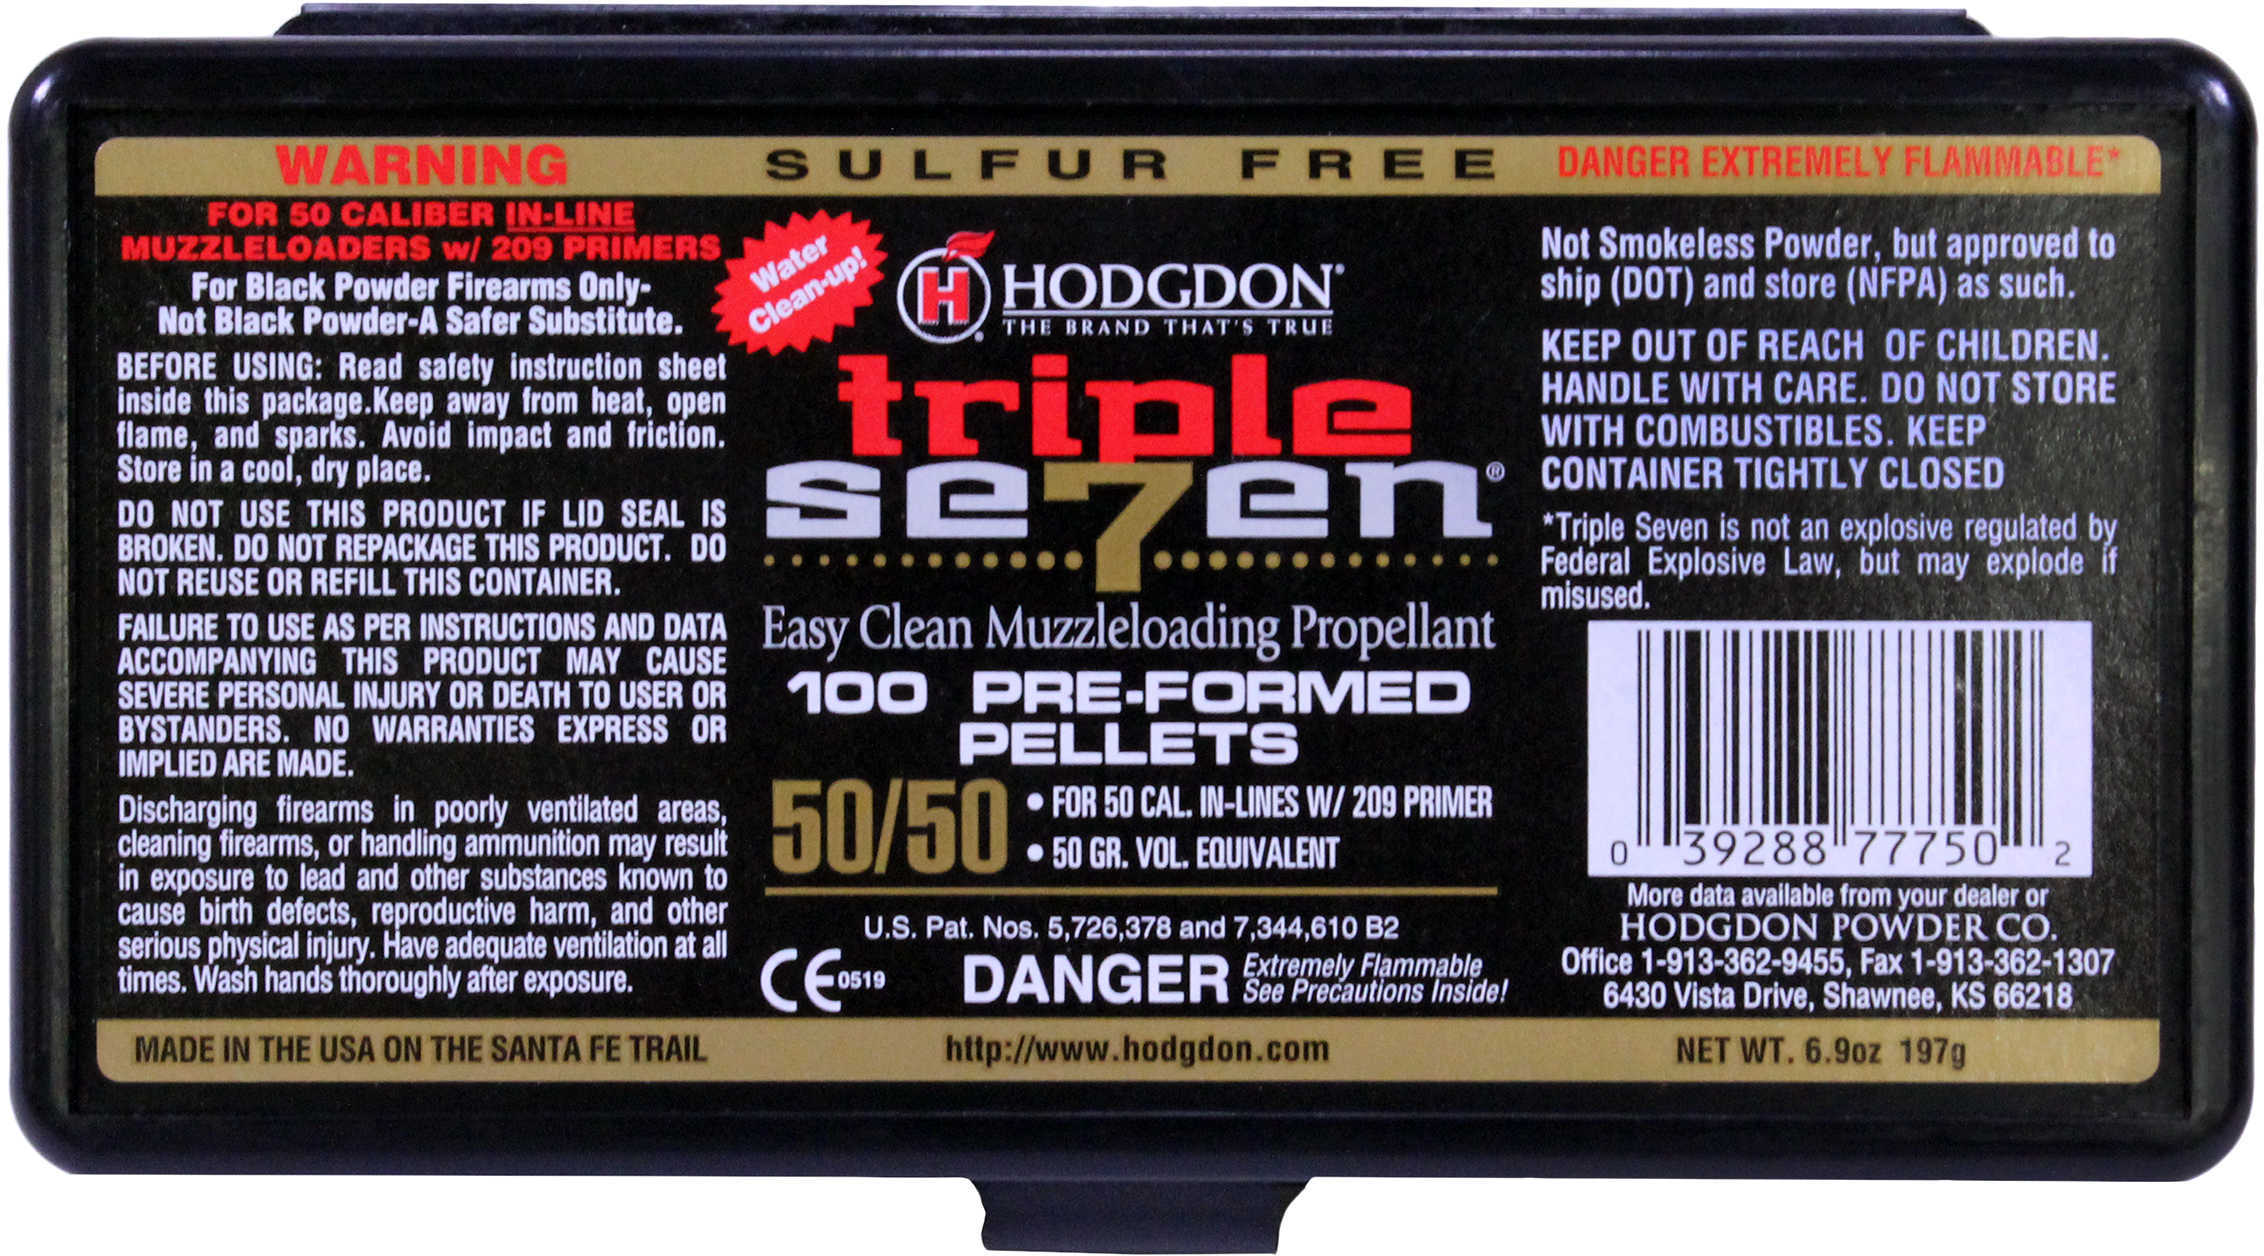 WARNING
FOR 50 CALIBER IN-LINE
MUZZLELOADERS w/ 209 PRIMERS
For Black Powder Firearms Only-
Not Black Powder-A Safer Substitute.
BEFORE USING: Read safety instruction sheet
inside this package.Keep away from heat, open
flame, and sparks. Avoid impact and friction.
Store in a cool, dry place.
DO NOT USE THIS PRODUCT IF LID SEAL IS
BROKEN. DO NOT REPACKAGE THIS PRODUCT. DO
NOT REUSE OR REFILL THIS CONTAINER.
FAILURE TO USE AS PER INSTRUCTIONS AND DATA
ACCOMPANYING THIS PRODUCT MAY CAUSE
SEVERE PERSONAL INJURY OR DEATH TO USER OR
BYSTANDERS. NO WARRANTIES EXPRESS OR
IMPLIED ARE MADE.
Discharging firearms in poorly ventilated areas,
cleaning firearms, or handling ammunition may result
in exposure to lead and other substances known to
cause birth defects, reproductive harm, and other
serious physical injury. Have adequate ventilation at all
times. Wash hands thoroughly after exposure.
MADE IN THE USA ON THE SANTA FE TRAIL
SULFUR FREE
Water
Clean-up!
H ®
HODGDON®
THE BRAND THAT'S TRUE
triple
se7en®
Easy Clean Muzzleloading Propellant
100 PRE-FORMED
PELLETS
50/50
• FOR 50 CAL. IN-LINES W/ 209 PRIMER
• 50 GR. VOL. EQUIVALENT
U.S. Pat. Nos. 5,726,378 and 7,344,610 B2
CE 0519
DANGER
Extremely Flammable
See Precautions Inside!
http://www.hodgdon.com
DANGER EXTREMELY FLAMMABLE*
Not Smokeless Powder, but approved to
ship (DOT) and store (NFPA) as such.
KEEP OUT OF REACH OF CHILDREN.
HANDLE WITH CARE. DO NOT STORE
WITH COMBUSTIBLES. KEEP
CONTAINER TIGHTLY CLOSED
*Triple Seven is not an explosive regulated by
Federal Explosive Law, but may explode if
misused.
0 39288 77750 2
More data available from your dealer or
HODGDON POWDER CO.
Office 1-913-362-9455, Fax 1-913-362-1307
6430 Vista Drive, Shawnee, KS 66218
NET WT. 6.9oz 197g